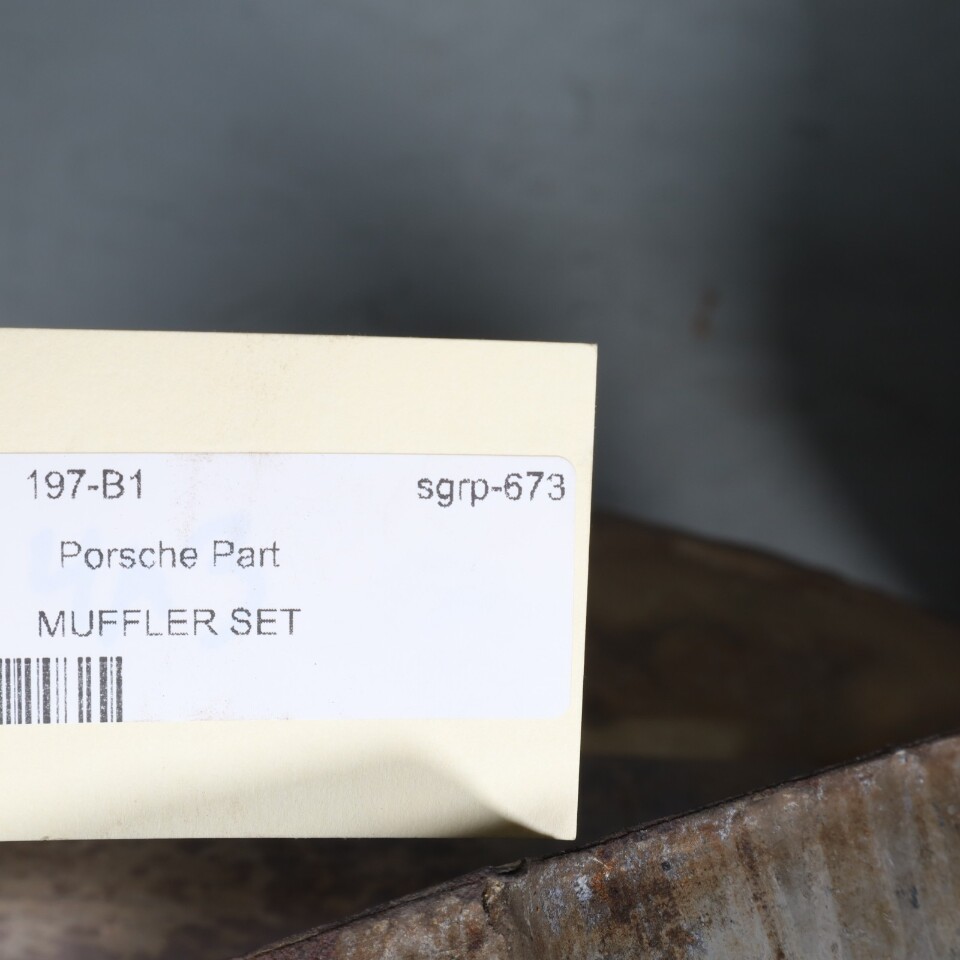 197-B1 sgrp-673
Porsche Part
MUFFLER SET